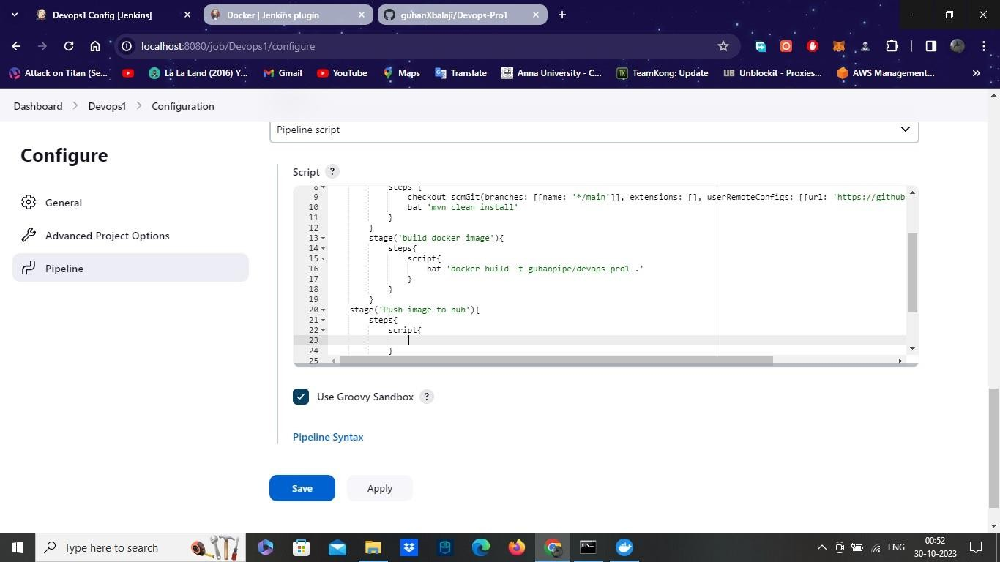 Devops1 Config [Jenkins]
Docker | Jenkins plugin
guhanXbalaji/Devops-Pro1
localhost:8080/job/Devops1/configure
Attack on Titan (Se...
La La Land (2016) Y...
Gmail
YouTube
Maps
Translate
Anna University - C...
TK
TeamKong: Update
UB
Unblockit - Proxies...
AWS Management...
Dashboard
Devops1
Configuration
Configure
General
Advanced Project Options
Pipeline
Pipeline script
Script ?
8 steps {
9 checkout scmGit(branches: [[name: '*/main']], extensions: [], userRemoteConfigs: [[url: 'https://github
10 bat 'mvn clean install'
11 }
12 }
13 stage('build docker image'){
14 steps{
15 script{
16 bat 'docker build -t guhanpipe/devops-pro1 .'
17 }
18 }
19 }
20 stage('Push image to hub'){
21 steps{
22 script{
23
24 }
25
Use Groovy Sandbox ?
Pipeline Syntax
Save
Apply
Type here to search
ENG
00:52
30-10-2023